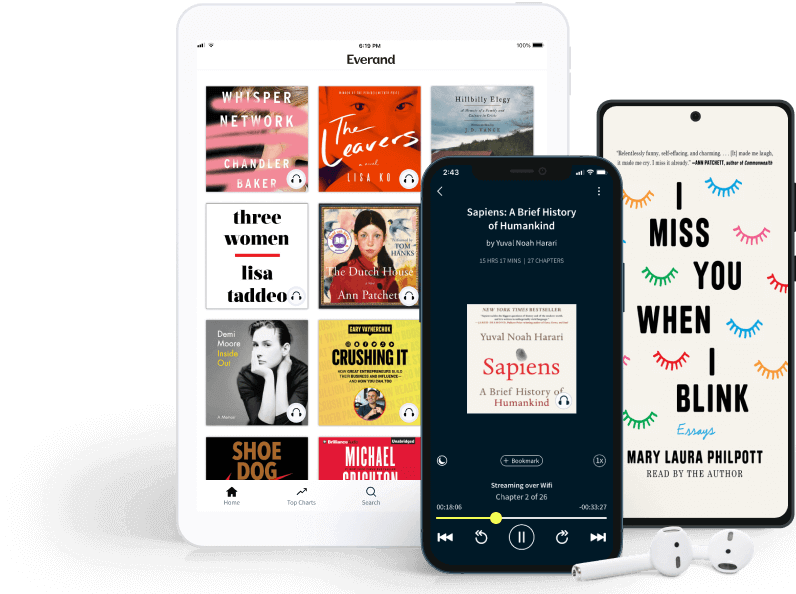 6:19 PM
100%
Everand
WHISPER
NETWORK
CHANDLER
BAKER
The
Leavers
a novel
LISA KO
Hillbilly Elegy
A Memoir of a Family and
Culture in Crisis
J.D. VANCE
three
women
lisa
taddeo
TOM
HANKS
The Dutch House
Ann Patchett
Demi
Moore
Inside
Out
A Memoir
GARY VAYNERCHUK
CRUSHING IT
HOW GREAT ENTREPRENEURS BUILD
THEIR BUSINESS AND INFLUENCE—
AND HOW YOU CAN TOO
SHOE
DOG
Brilliance
Unabridged
MICHAEL
CRICHTON
Home
Top Charts
Search
2:43
Sapiens: A Brief History
of Humankind
by Yuval Noah Harari
15 HRS 17 MINS | 27 CHAPTERS
NEW YORK TIMES BESTSELLER
Yuval Noah Harari
Sapiens
A Brief History of
Humankind
+ Bookmark
1x
Streaming over Wifi
Chapter 2 of 26
00:18:06
-00:33:27
"Relentlessly funny, self-effacing, and charming. . . . [It] made me laugh,
it made me cry. I miss it already." —ANN PATCHETT, author of Commonwealth
I
MISS
YOU
WHEN
I
BLINK
Essays
MARY LAURA PHILPOTT
READ BY THE AUTHOR